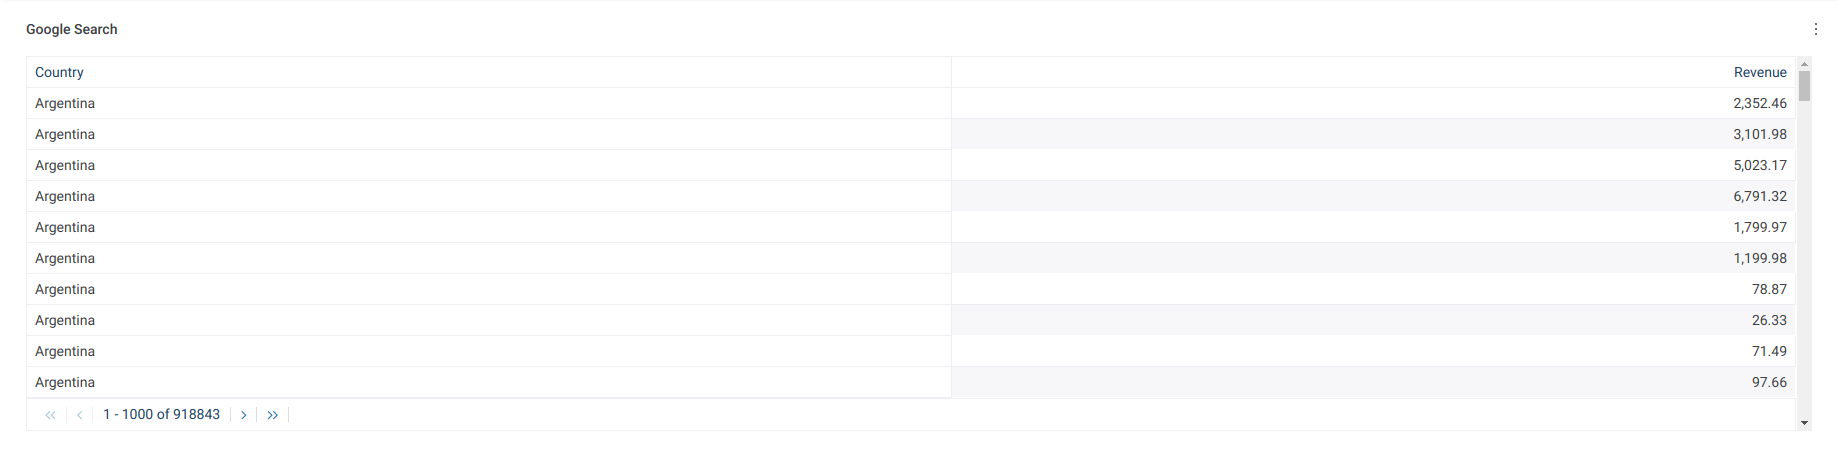 Google Search
Country Revenue
Argentina 2,352.46
Argentina 3,101.98
Argentina 5,023.17
Argentina 6,791.32
Argentina 1,799.97
Argentina 1,199.98
Argentina 78.87
Argentina 26.33
Argentina 71.49
Argentina 97.66
1 - 1000 of 918843